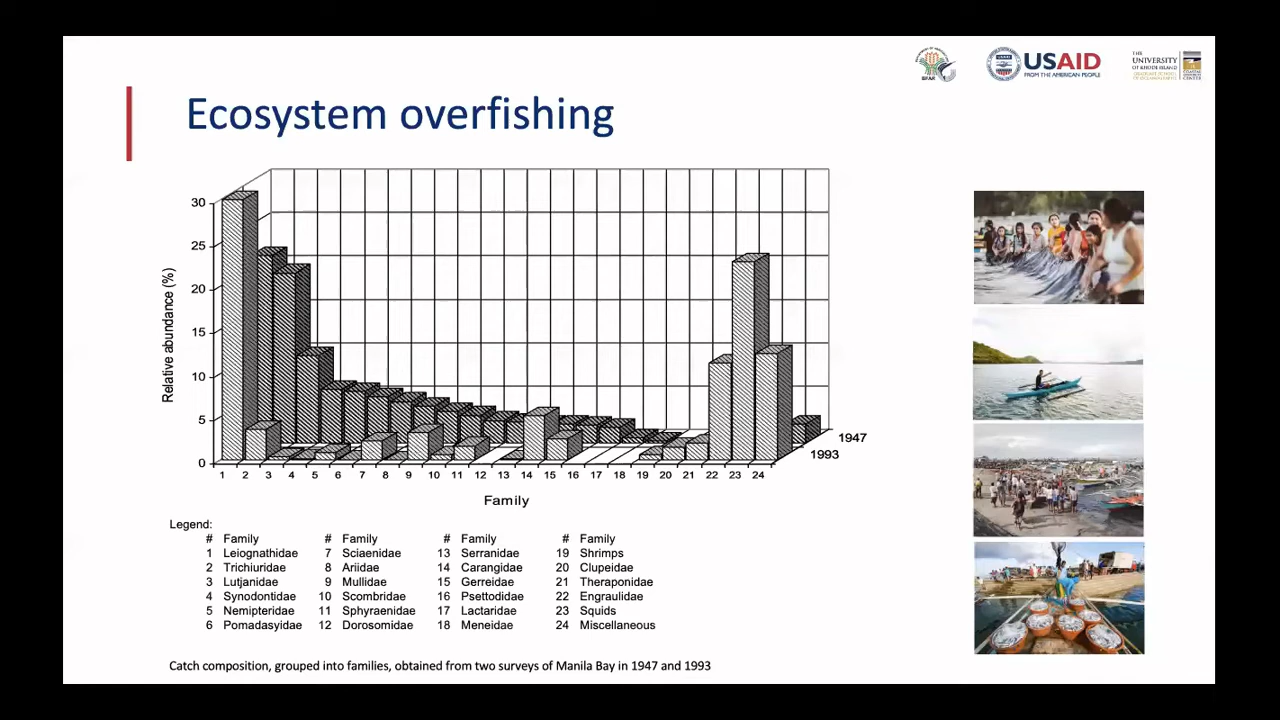 USAID
FROM THE AMERICAN PEOPLE
THE
UNIVERSITY
OF RHODE ISLAND
BFAR
Ecosystem overfishing
Relative abundance (%)
30
25
20
15
10
5
0
1947
1993
1 2 3 4 5 6 7 8 9 10 11 12 13 14 15 16 17 18 19 20 21 22 23 24
Family
Legend:
# Family # Family # Family # Family
1 Leiognathidae 7 Sciaenidae 13 Serranidae 19 Shrimps
2 Trichiuridae 8 Ariidae 14 Carangidae 20 Clupeidae
3 Lutjanidae 9 Mullidae 15 Gerreidae 21 Theraponidae
4 Synodontidae 10 Scombridae 16 Psettodidae 22 Engraulidae
5 Nemipteridae 11 Sphyraenidae 17 Lactaridae 23 Squids
6 Pomadasyidae 12 Dorosomidae 18 Meneidae 24 Miscellaneous
Catch composition, grouped into families, obtained from two surveys of Manila Bay in 1947 and 1993